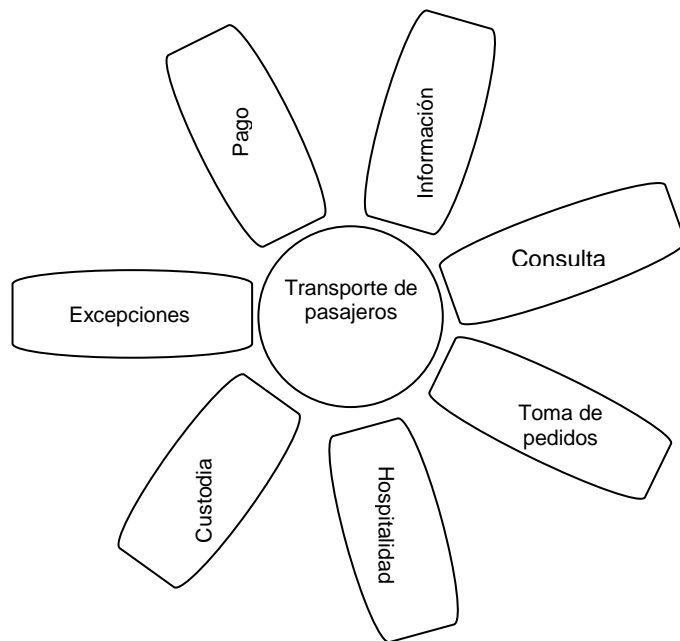 Pago
Información
Consulta
Transporte de
pasajeros
Excepciones
Toma de
pedidos
Custodia
Hospitalidad